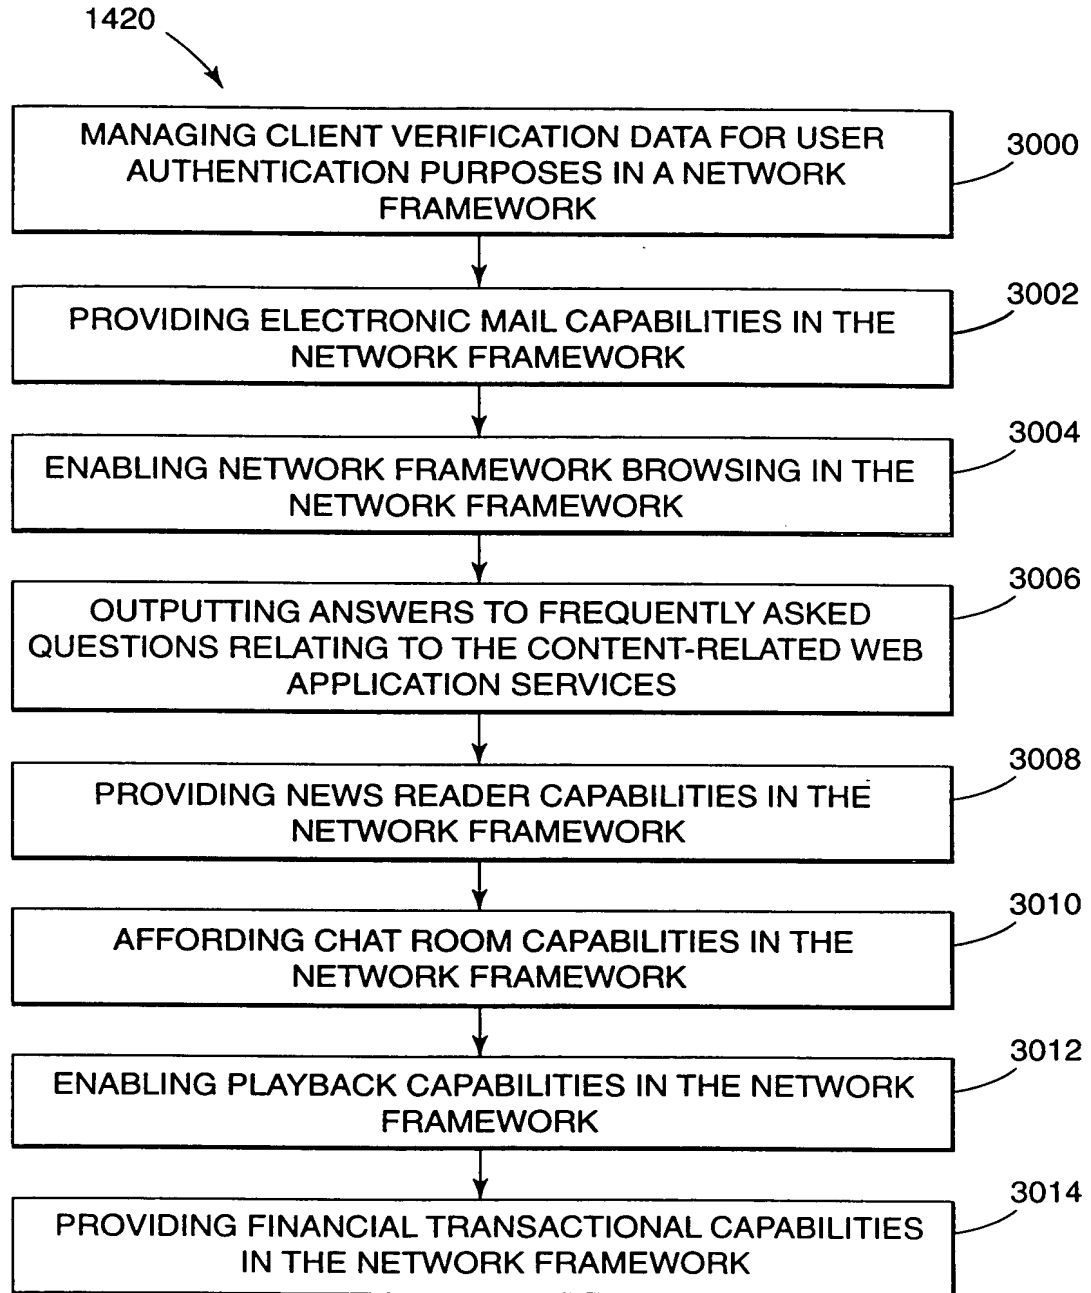 1420
MANAGING CLIENT VERIFICATION DATA FOR USER
AUTHENTICATION PURPOSES IN A NETWORK
FRAMEWORK
3000
PROVIDING ELECTRONIC MAIL CAPABILITIES IN THE
NETWORK FRAMEWORK
3002
ENABLING NETWORK FRAMEWORK BROWSING IN THE
NETWORK FRAMEWORK
3004
OUTPUTTING ANSWERS TO FREQUENTLY ASKED
QUESTIONS RELATING TO THE CONTENT-RELATED WEB
APPLICATION SERVICES
3006
PROVIDING NEWS READER CAPABILITIES IN THE
NETWORK FRAMEWORK
3008
AFFORDING CHAT ROOM CAPABILITIES IN THE
NETWORK FRAMEWORK
3010
ENABLING PLAYBACK CAPABILITIES IN THE NETWORK
FRAMEWORK
3012
PROVIDING FINANCIAL TRANSACTIONAL CAPABILITIES
IN THE NETWORK FRAMEWORK
3014